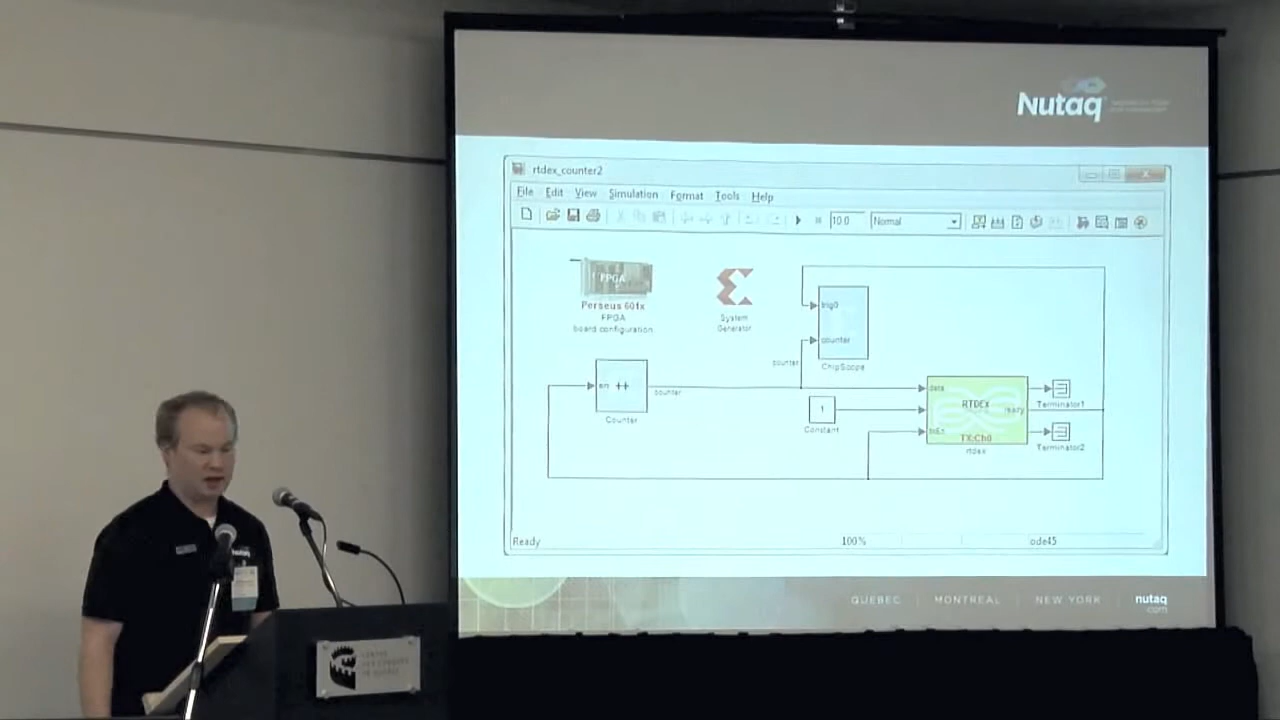 Nutaq
rtdex_counter2
File Edit View Simulation Format Tools Help
10.0 Normal
FPGA
Perseus 601x
FPGA
board configuration
System
Generator
trig0
counter
ChipScope
counter
en ++
counter
Counter
1
Constant
data
RTDEx
ready
TX:Ch0
rtdex
Terminator1
Terminator2
Ready 100% ode45
QUEBEC | MONTREAL | NEW YORK | nutaq
.com
nutaq